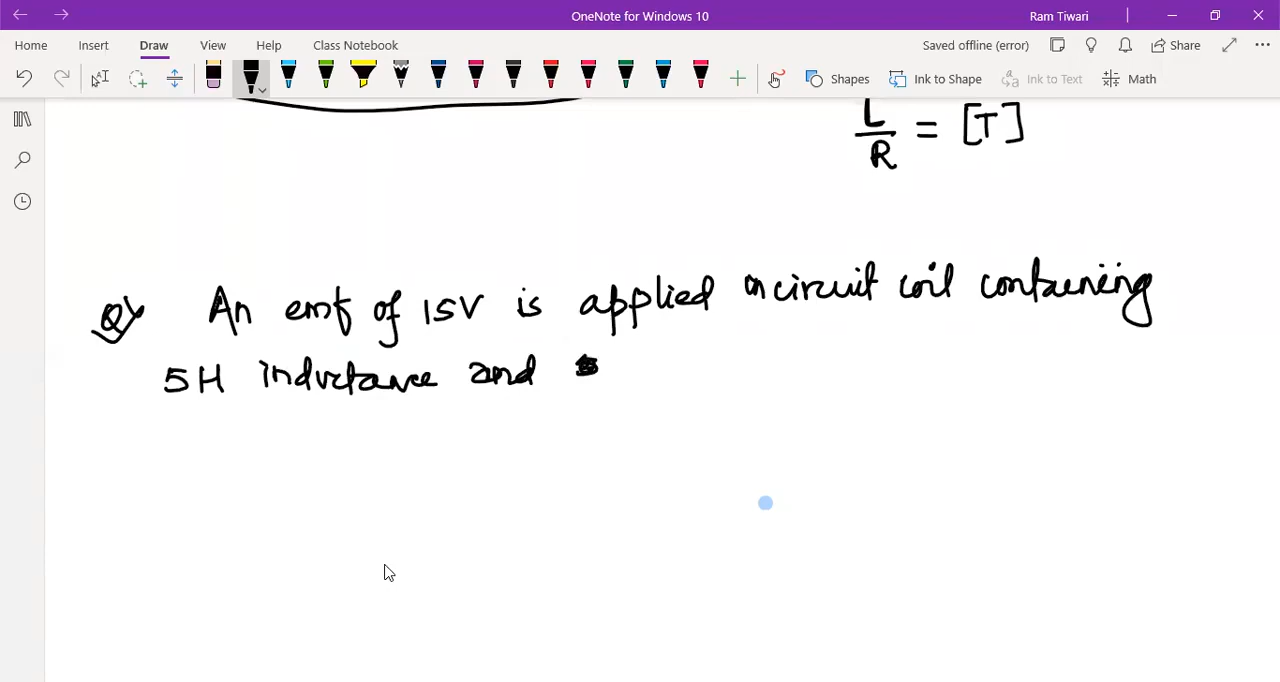 OneNote for Windows 10
Ram Tiwari
Home Insert Draw View Help Class Notebook
Saved offline (error) Share
Shapes Ink to Shape Ink to Text Math
L
R = [T]
Q An emf of 15V is applied in circuit coil containing
5H inductance and